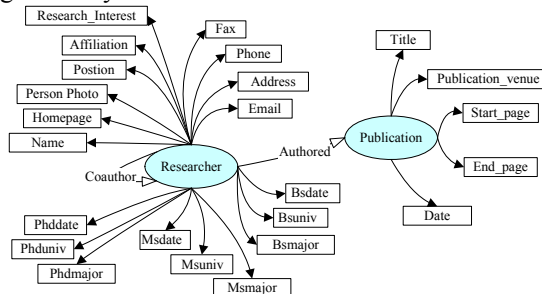 Research_Interest
Fax
Affiliation
Phone
Postion
Address
Person Photo
Email
Homepage
Name
Title
Publication_venue
Start_page
Publication
End_page
Date
Authored
Researcher
Coauthor
Bsdate
Bsuniv
Bsmajor
Phddate
Phduniv
Phdmajor
Msdate
Msuniv
Msmajor